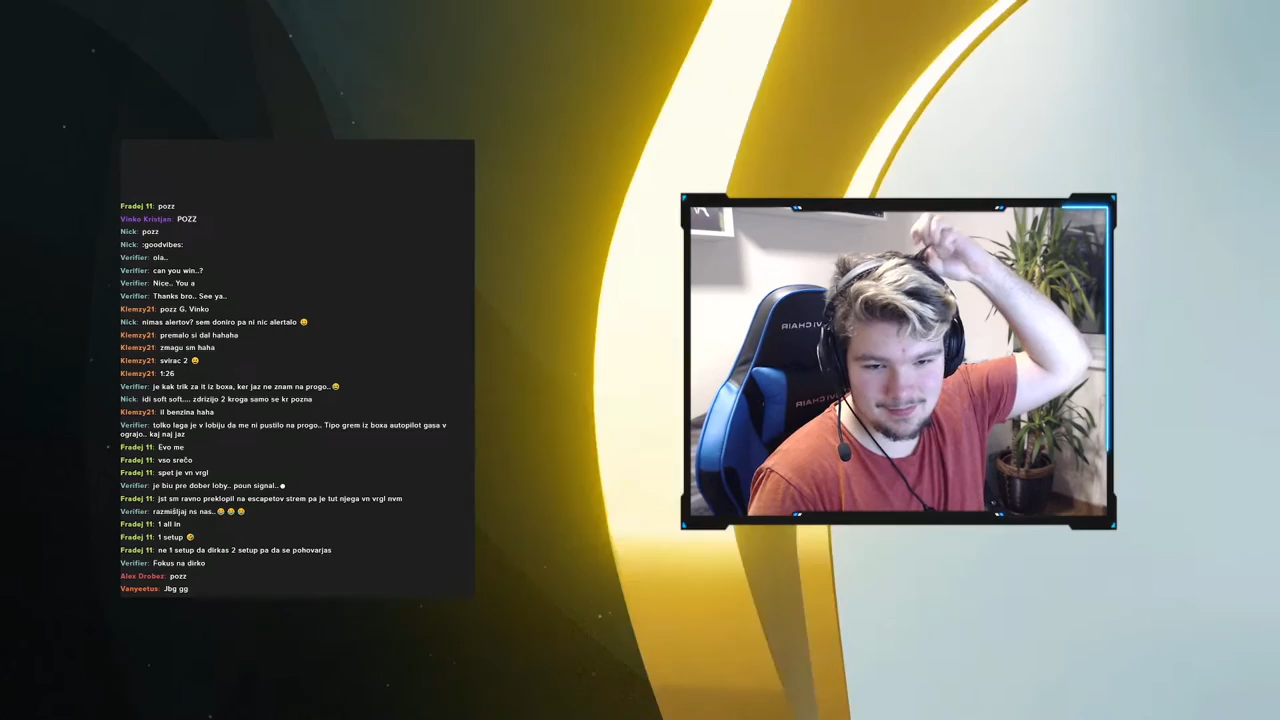 Fradej 11: pozz
Vinko Kristjan: POZZ
Nick: pozz
Nick: :goodvibes:
Verifier: ola..
Verifier: can you win..?
Verifier: Nice.. You a
Verifier: Thanks bro.. See ya..
Klemzy21: pozz G. Vinko
Nick: nimas alertov? sem doniro pa ni nic alertalo 😄
Klemzy21: premalo si dal hahaha
Klemzy21: zmagu sm haha
Klemzy21: svirac 2 😄
Klemzy21: 1:26
Verifier: je kak trik za it iz boxa, ker jaz ne znam na progo..😅
Nick: idi soft soft.... zdrizijo 2 kroga samo se kr pozna
Klemzy21: il benzina haha
Verifier: tolko laga je v lobiju da me ni pustilo na progo.. Tipo grem iz boxa autopilot gasa v
ograjo.. kaj naj jaz
Fradej 11: Evo me
Fradej 11: vso srečo
Fradej 11: spet je vn vrgl
Verifier: je biu pre dober loby.. poun signal..
Fradej 11: jst sm ravno preklopil na escapetov strem pa je tut njega vn vrgl nvm
Verifier: razmišljaj ns nas..😂 😂 😂
Fradej 11: 1 all in
Fradej 11: 1 setup 🤣
Fradej 11: ne 1 setup da dirkas 2 setup pa da se pohovarjas
Verifier: Fokus na dirko
Alex Drobez: pozz
Vanyeetus: Jbg gg